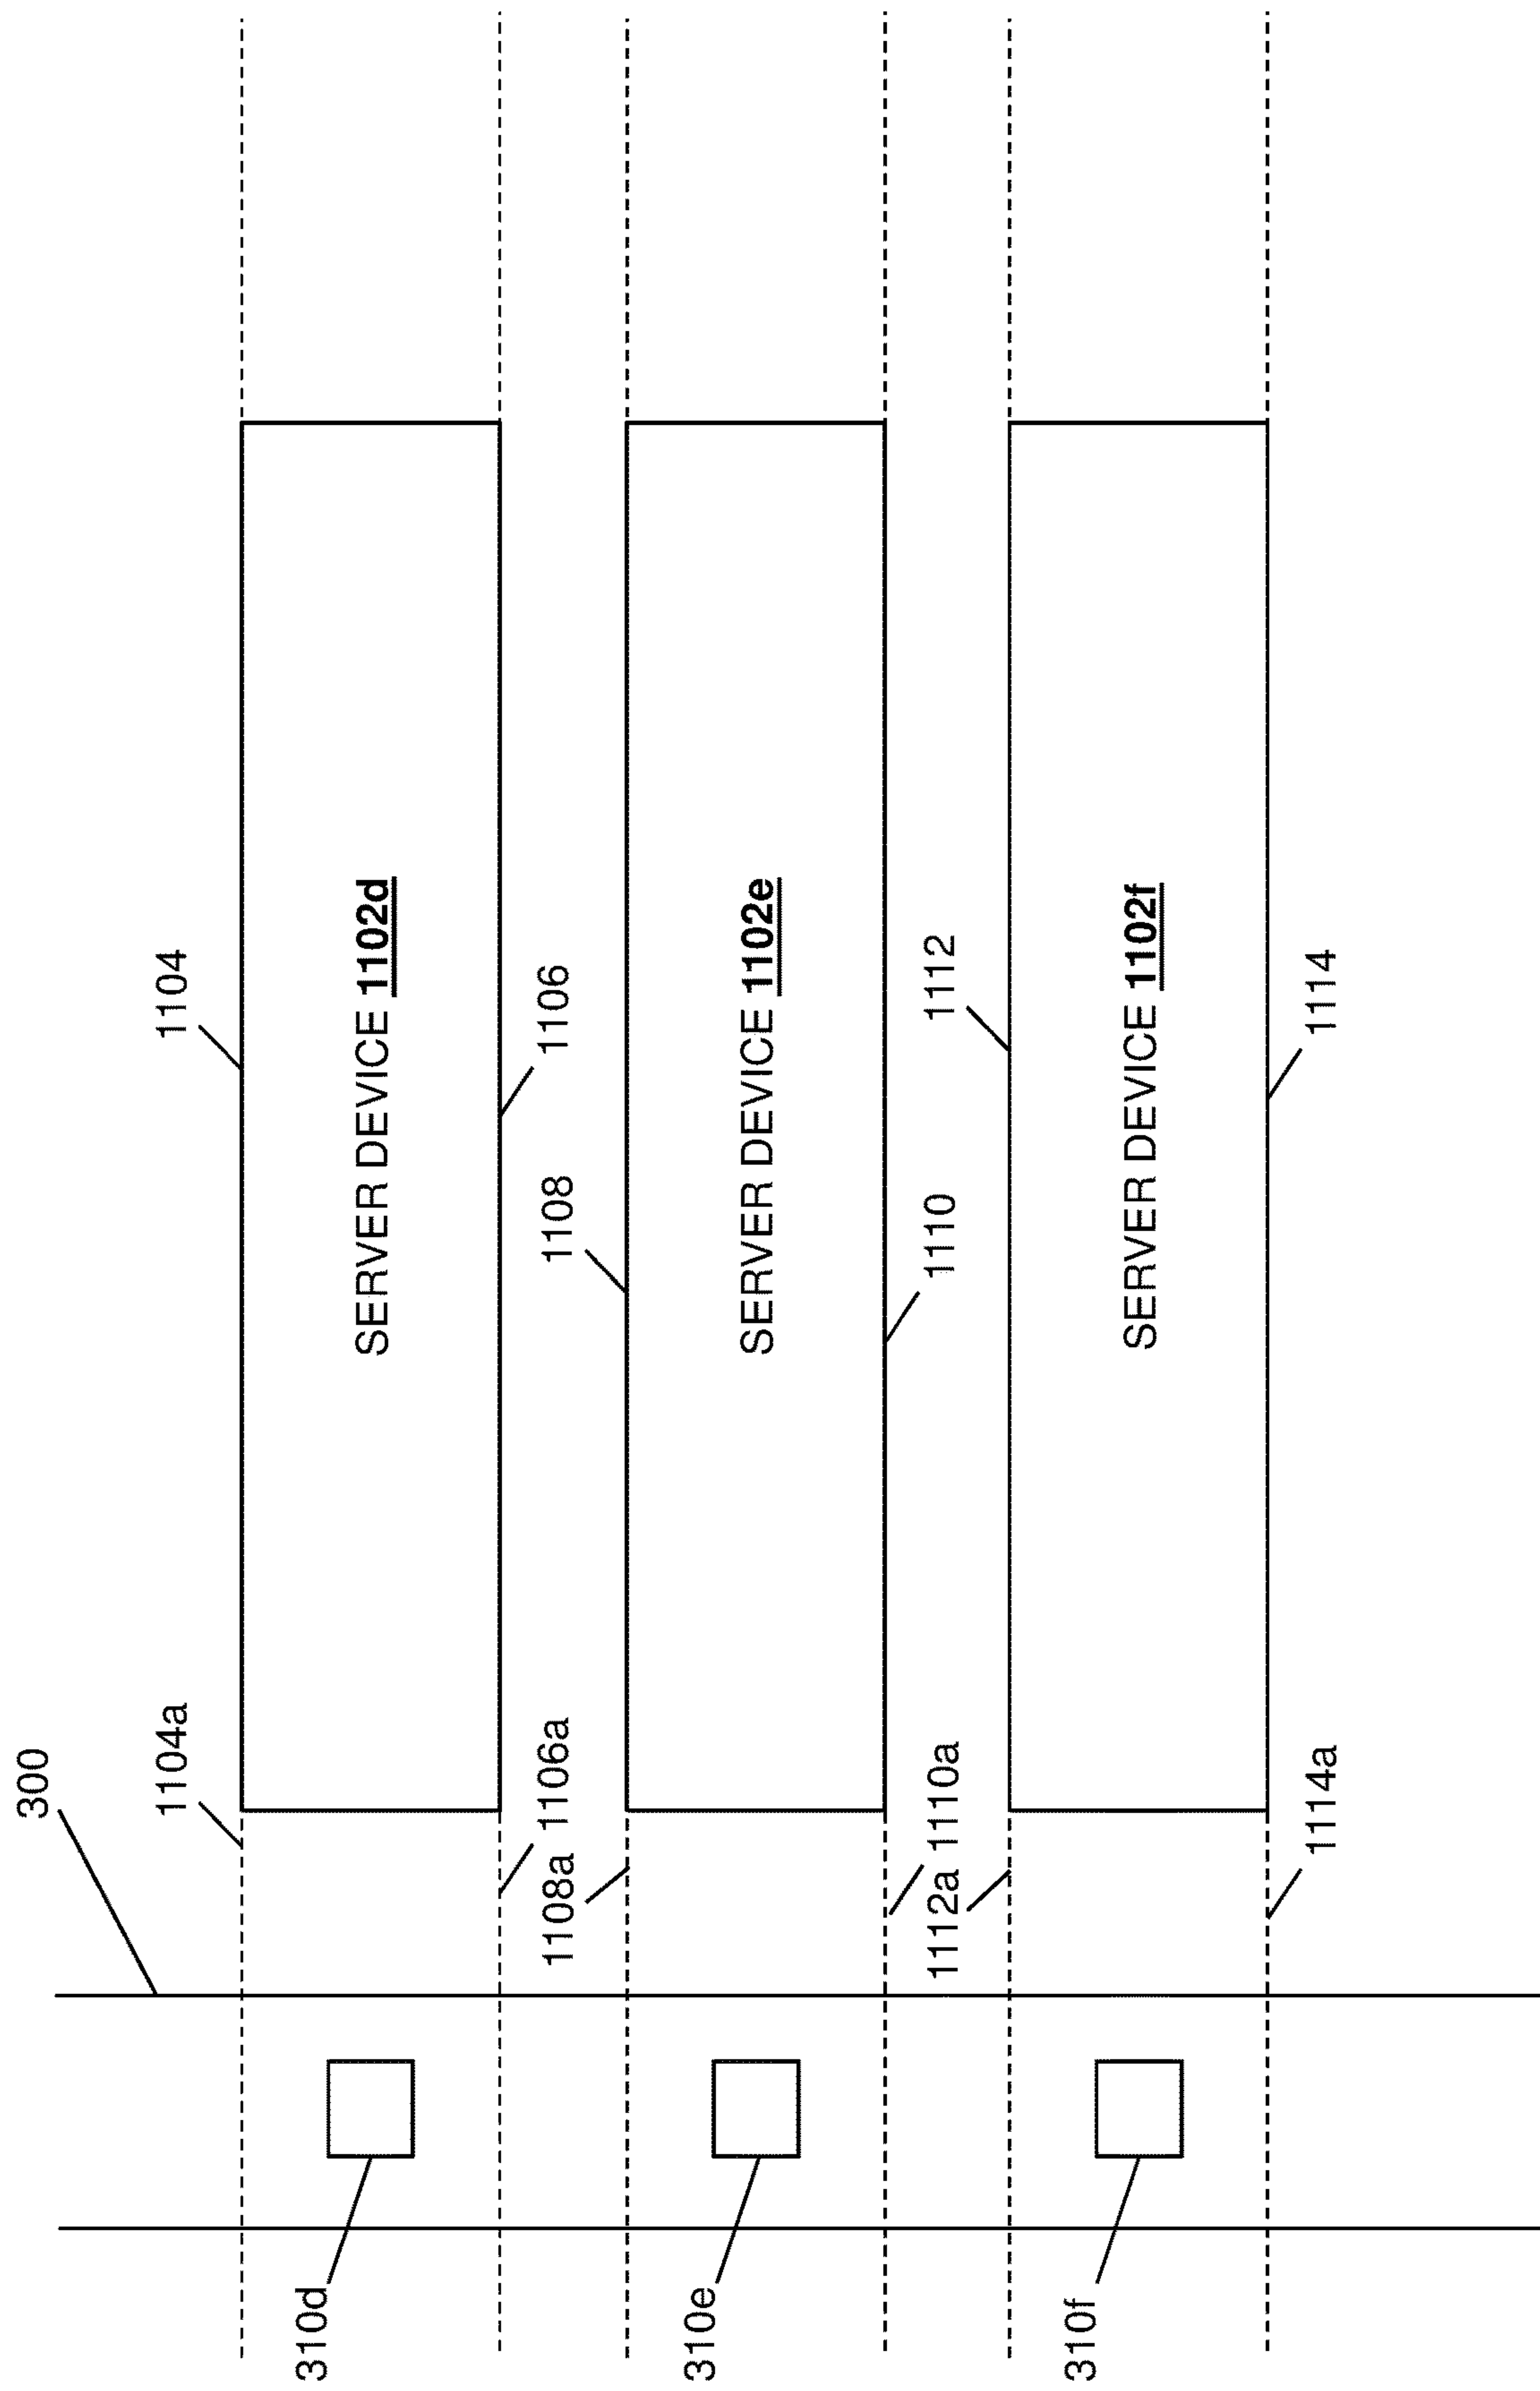 300
1104a
1104
310d
SERVER DEVICE 1102d
1108a
1106a
1108
1106
310e
SERVER DEVICE 1102e
1112a
1110a
1110
1112
310f
SERVER DEVICE 1102f
1114a
1114